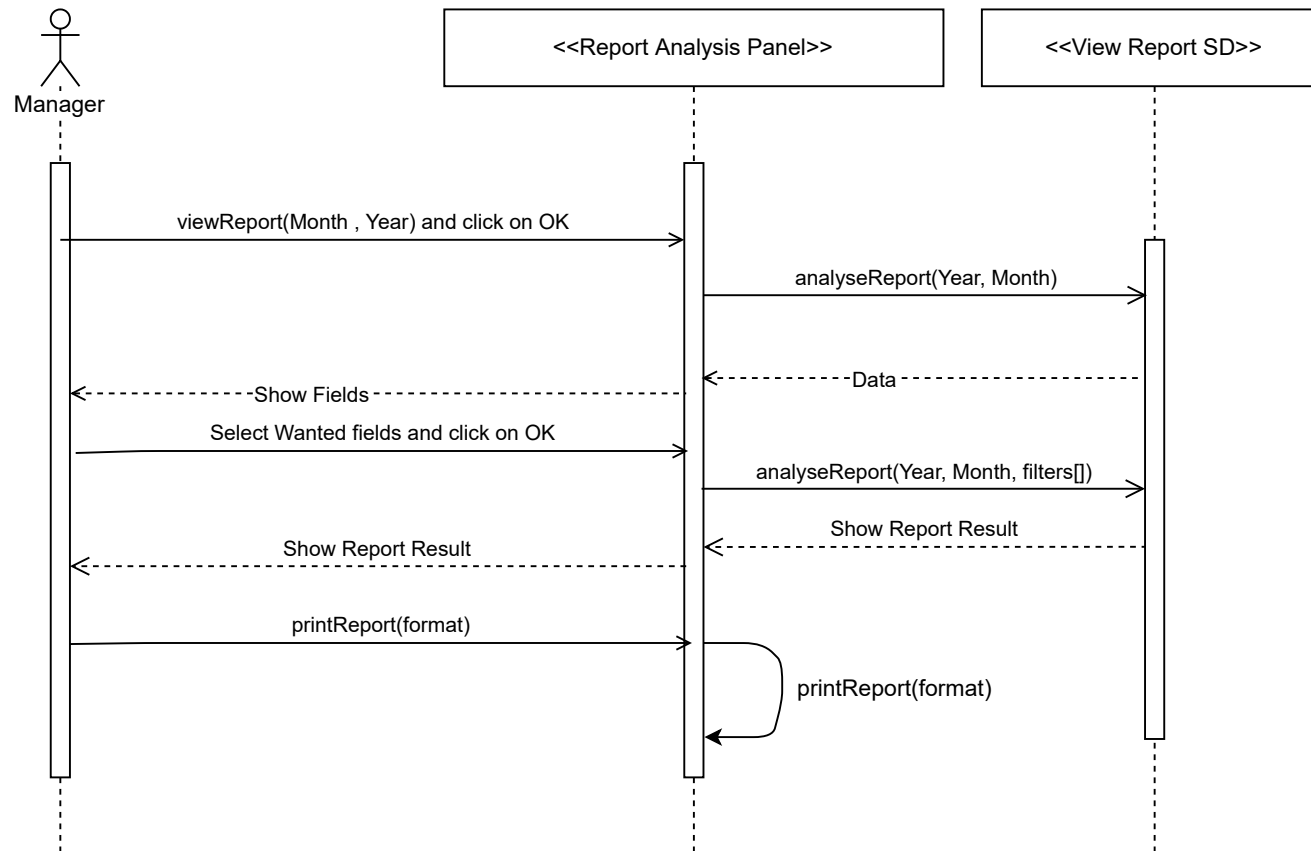 <<Report Analysis Panel>>
<<View Report SD>>
Manager
viewReport(Month , Year) and click on OK
analyseReport(Year, Month)
Data
Show Fields
Select Wanted fields and click on OK
analyseReport(Year, Month, filters[])
Show Report Result
Show Report Result
printReport(format)
printReport(format)